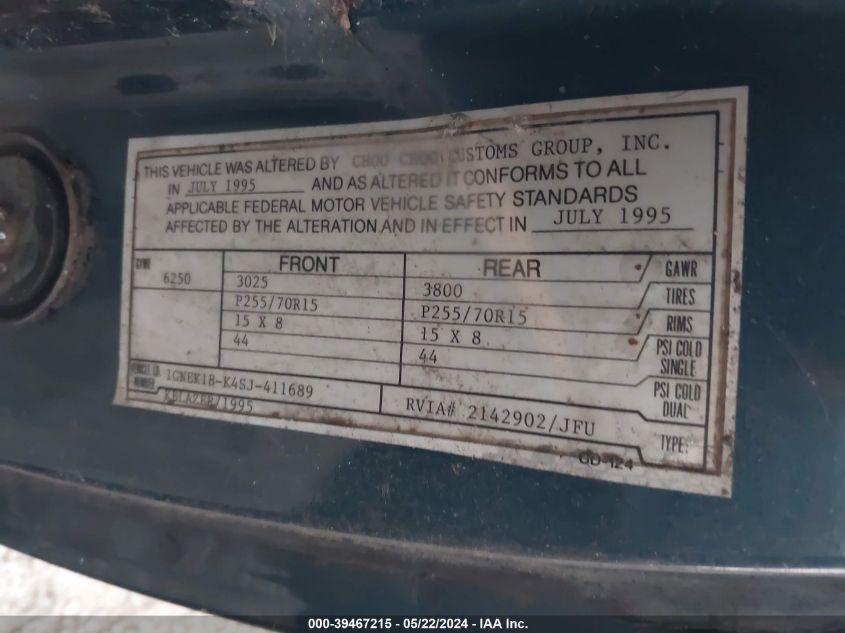 THIS VEHICLE WAS ALTERED BY CHOO CHOO CUSTOMS GROUP, INC.
IN JULY 1995 AND AS ALTERED IT CONFORMS TO ALL
APPLICABLE FEDERAL MOTOR VEHICLE SAFETY STANDARDS
AFFECTED BY THE ALTERATION AND IN EFFECT IN JULY 1995
GVWR 6250 FRONT REAR GAWR
3025 3800 TIRES
P255/70R15 P255/70R15 RIMS
15 X 8 15 X 8 PSI COLD SINGLE
44 44 PSI COLD DUAL
VEHICLE I.D. NUMBER 1GNEK18-K4SJ-411689
KBLAZER/1995 RVIA# 2142902/JFU TYPE:
GD-124
000-39467215 - 05/22/2024 - IAA Inc.